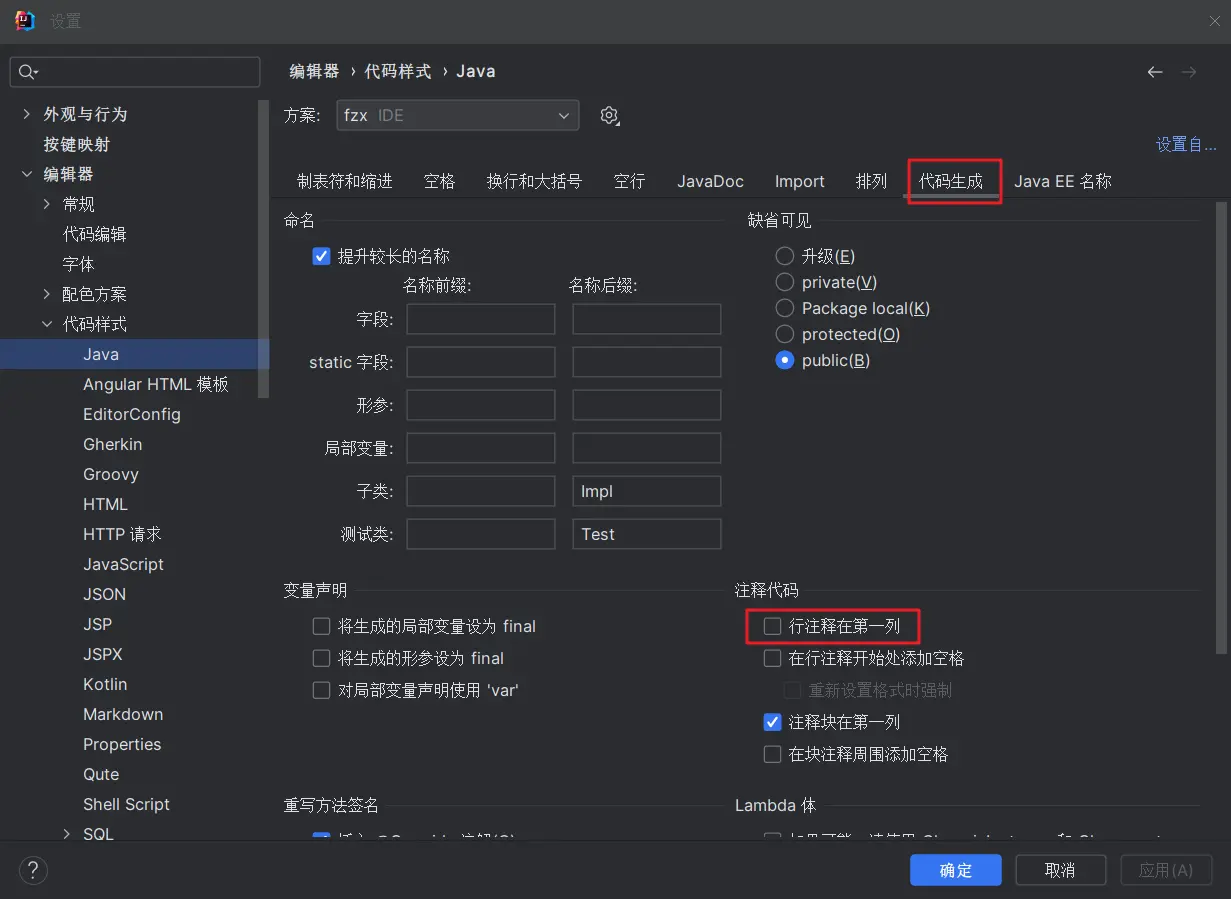 设置
编辑器 › 代码样式 › Java
方案: fzx IDE
设置自...
外观与行为
按键映射
编辑器
常规
代码编辑
字体
配色方案
代码样式
Java
Angular HTML 模板
EditorConfig
Gherkin
Groovy
HTML
HTTP 请求
JavaScript
JSON
JSP
JSPX
Kotlin
Markdown
Properties
Qute
Shell Script
SQL
制表符和缩进 空格 换行和大括号 空行 JavaDoc Import 排列 代码生成 Java EE 名称
命名
提升较长的名称
名称前缀: 名称后缀:
字段:
static 字段:
形参:
局部变量:
子类: Impl
测试类: Test
缺省可见
升级(E)
private(V)
Package local(K)
protected(O)
public(B)
变量声明
将生成的局部变量设为 final
将生成的形参设为 final
对局部变量声明使用 'var'
注释代码
行注释在第一列
在行注释开始处添加空格
重新设置格式时强制
注释块在第一列
在块注释周围添加空格
重写方法签名
Lambda 体
?
确定 取消 应用(A)